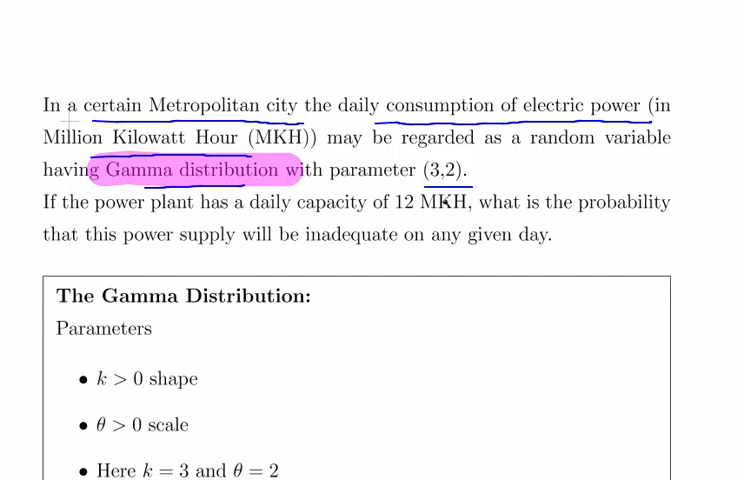 In a certain Metropolitan city the daily consumption of electric power (in
Million Kilowatt Hour (MKH)) may be regarded as a random variable
having Gamma distribution with parameter (3,2).
If the power plant has a daily capacity of 12 MKH, what is the probability
that this power supply will be inadequate on any given day.
The Gamma Distribution:
Parameters
• k > 0 shape
• θ > 0 scale
• Here k = 3 and θ = 2